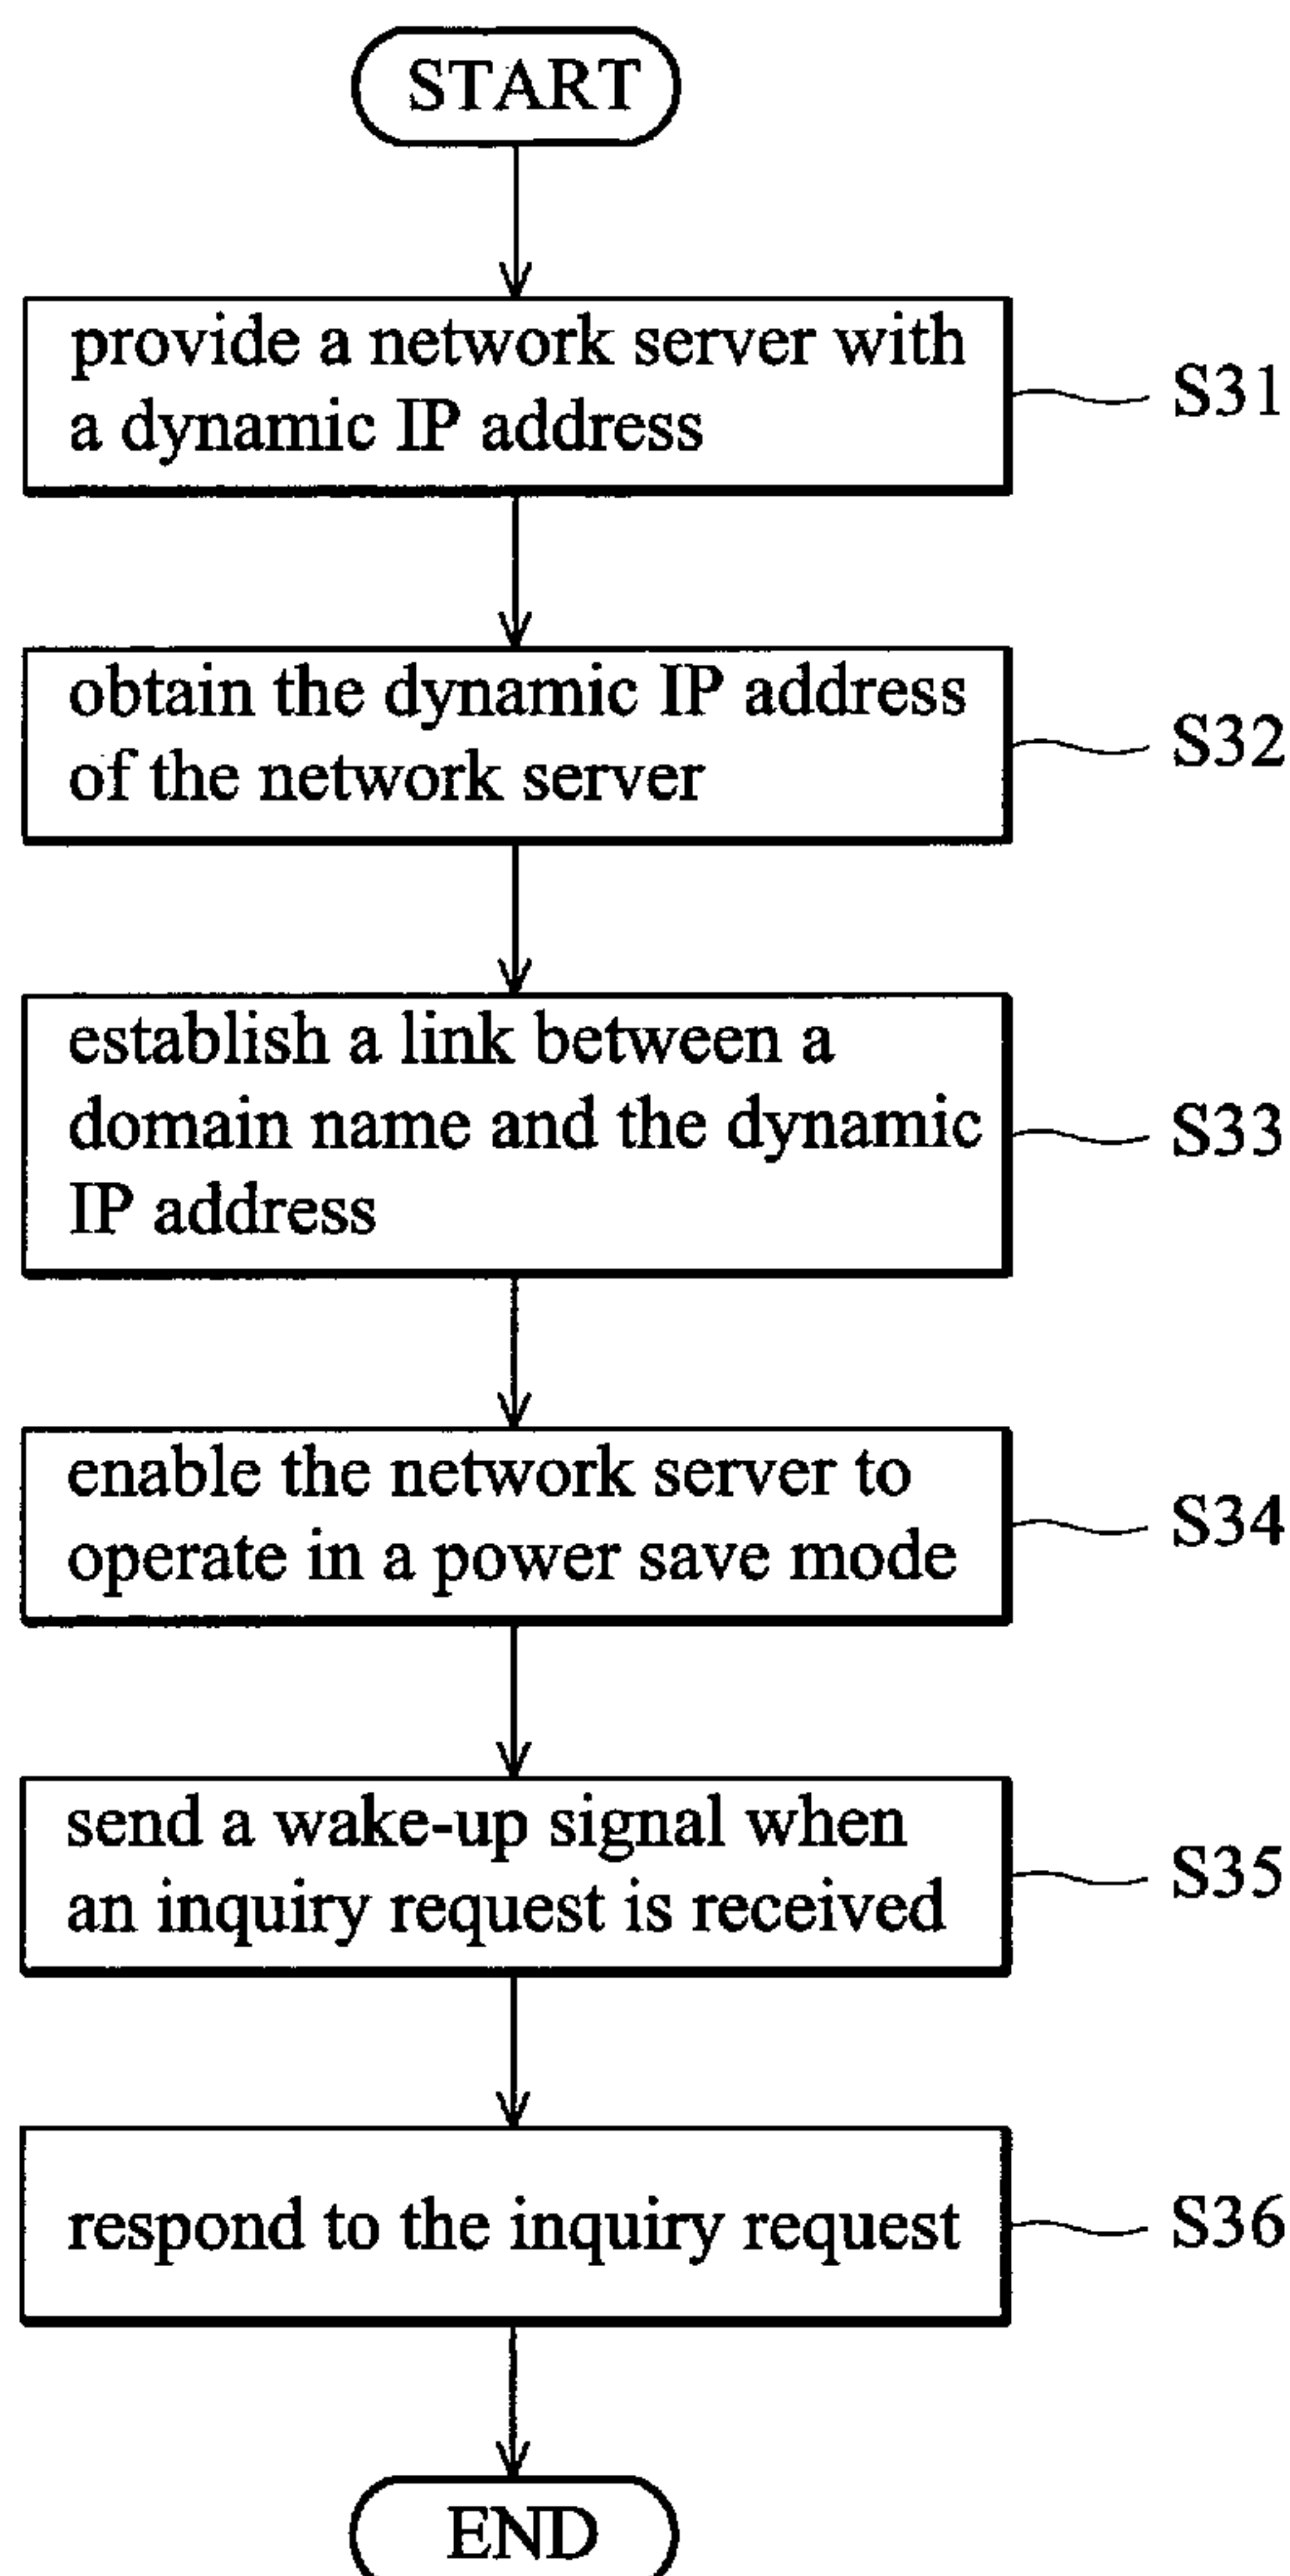 START
provide a network server with
a dynamic IP address
S31
obtain the dynamic IP address
of the network server
S32
establish a link between a
domain name and the dynamic
IP address
S33
enable the network server to
operate in a power save mode
S34
send a wake-up signal when
an inquiry request is received
S35
respond to the inquiry request
S36
END